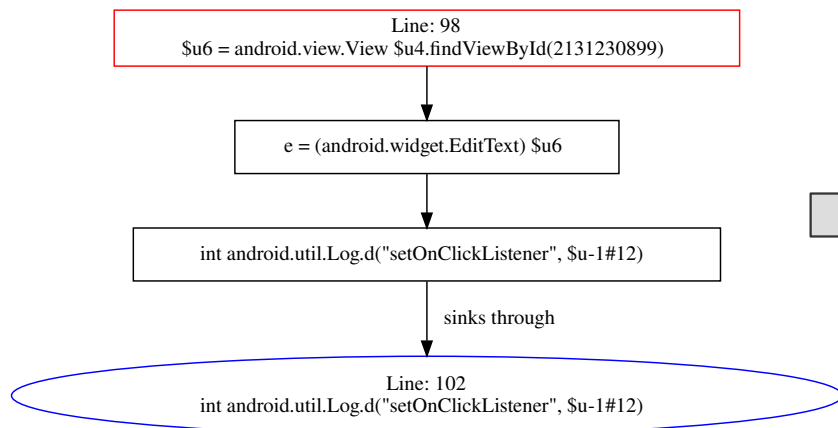 Line: 98
$u6 = android.view.View $u4.findViewById(2131230899)
e = (android.widget.EditText) $u6
int android.util.Log.d("setOnClickListener", $u-1#12)
sinks through
Line: 102
int android.util.Log.d("setOnClickListener", $u-1#12)